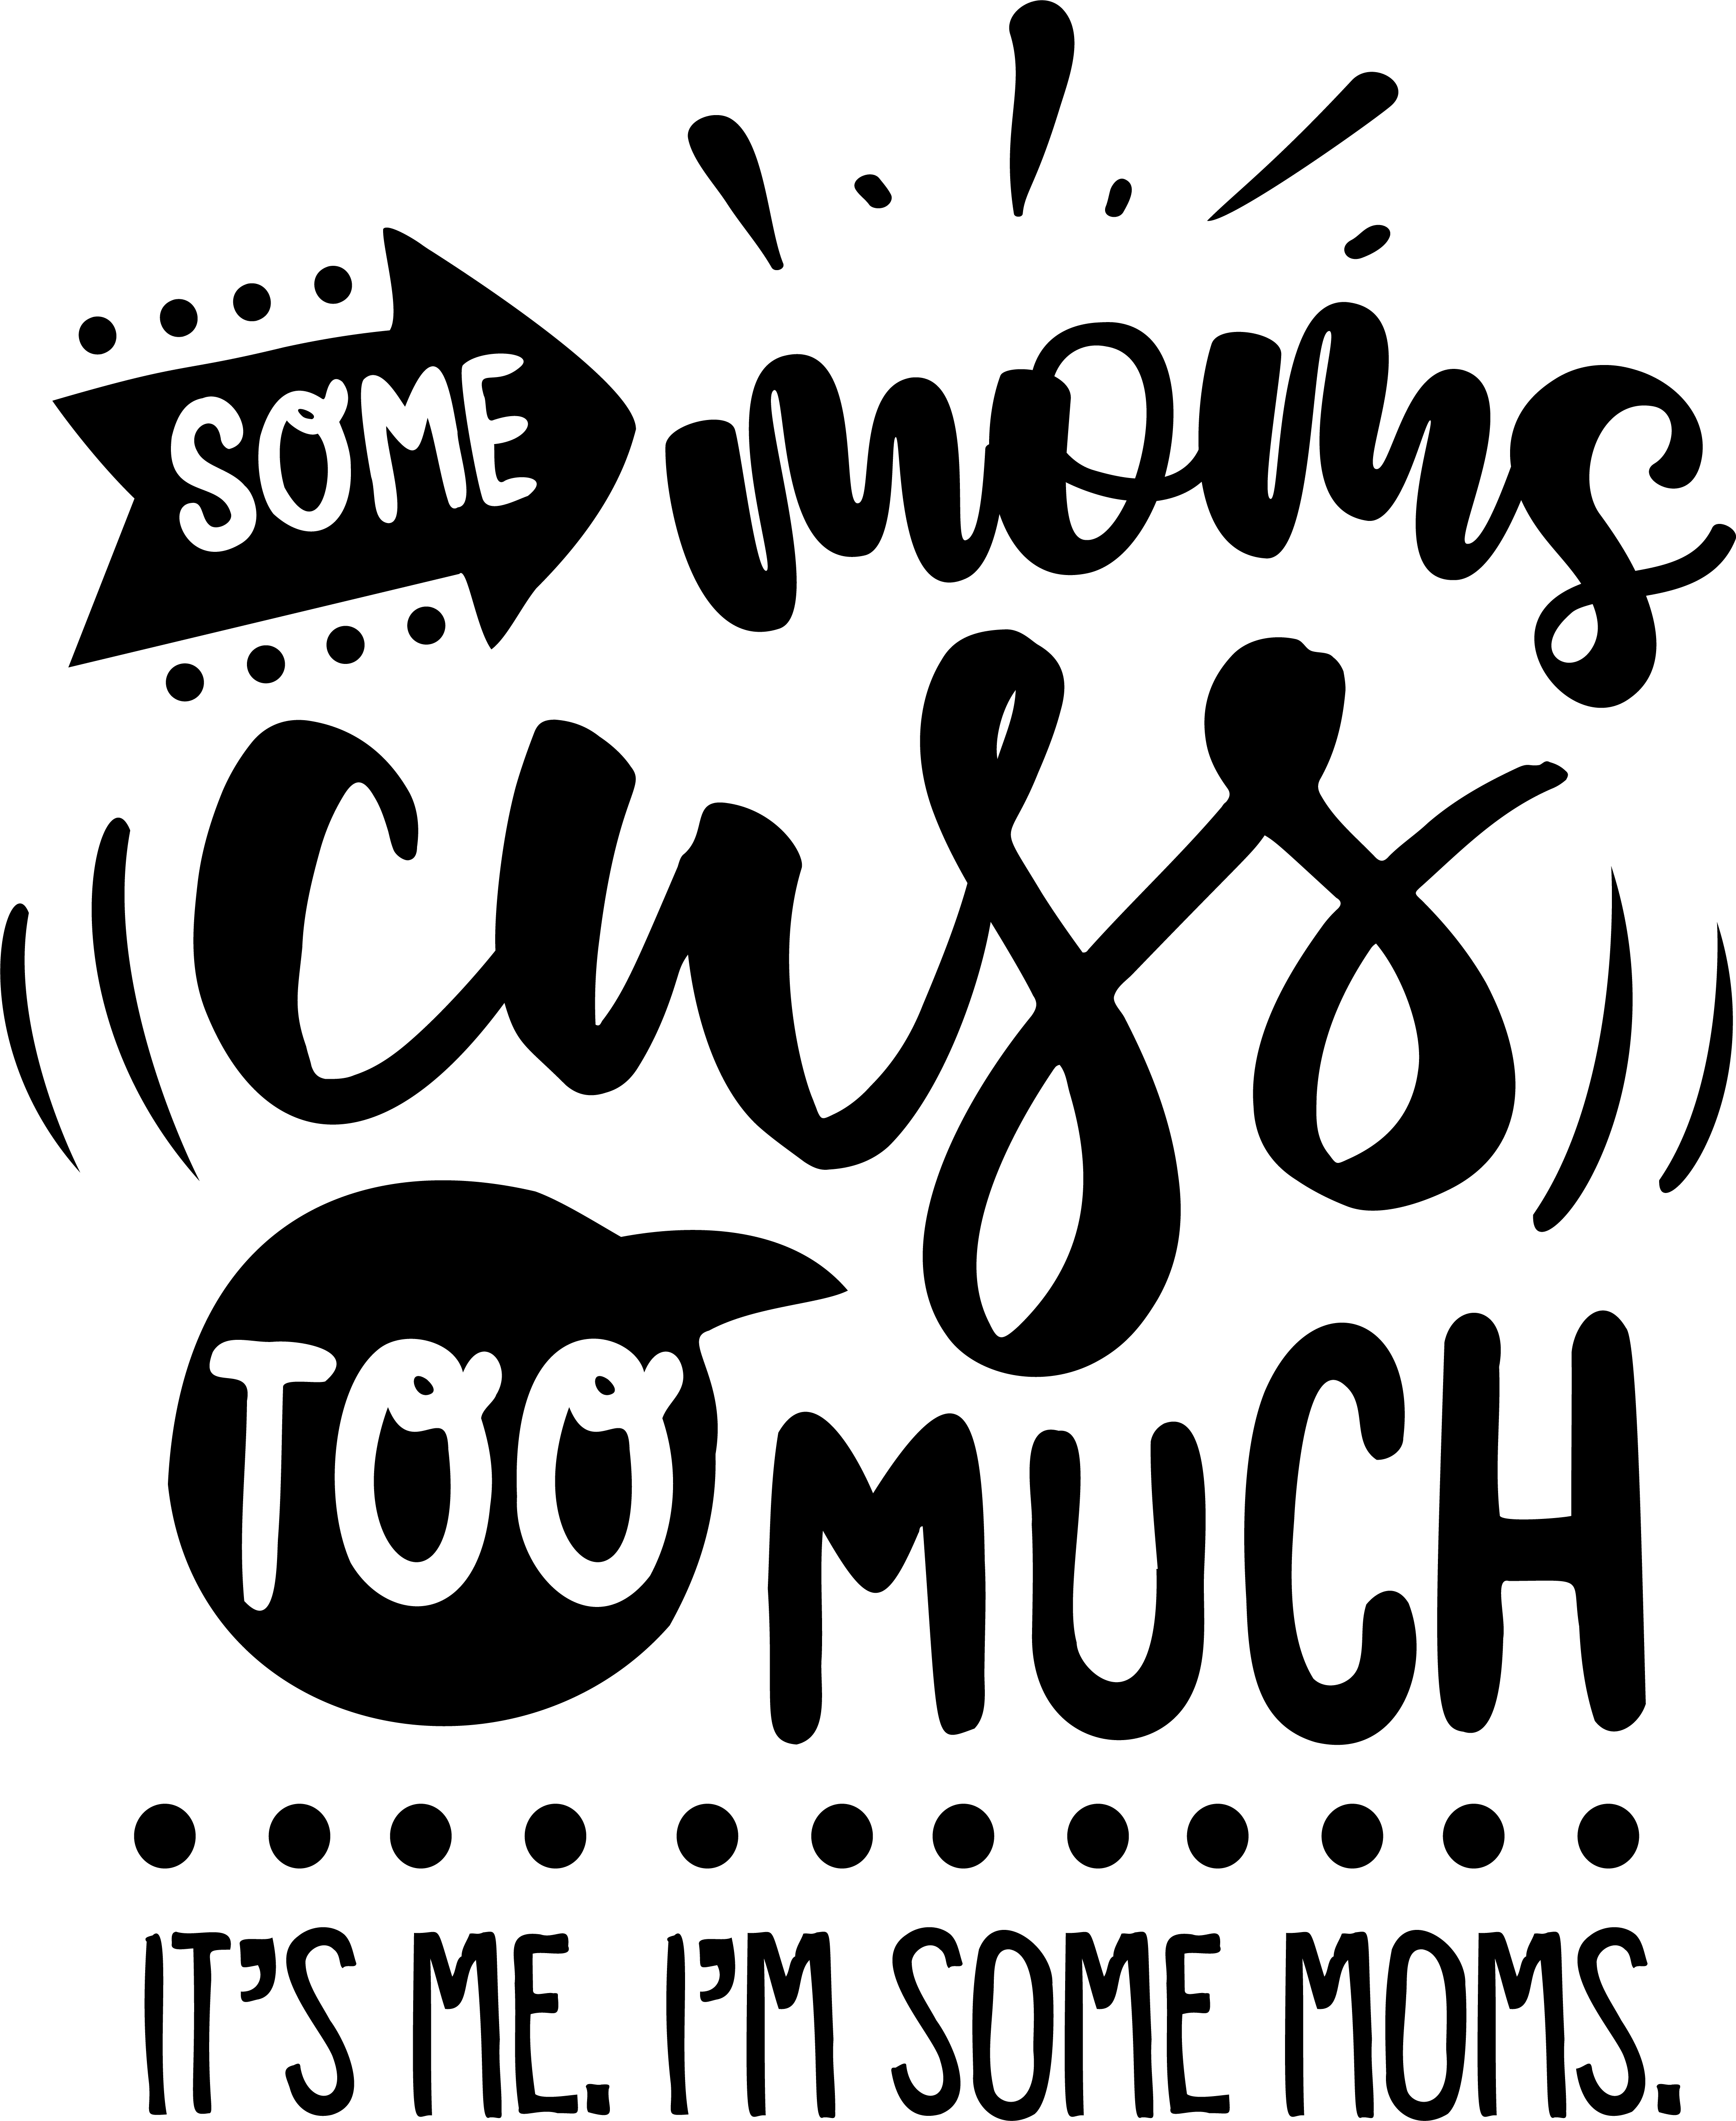 SOME moms
cuss
TOO MUCH
IT'S ME. I'M SOME MOMS.